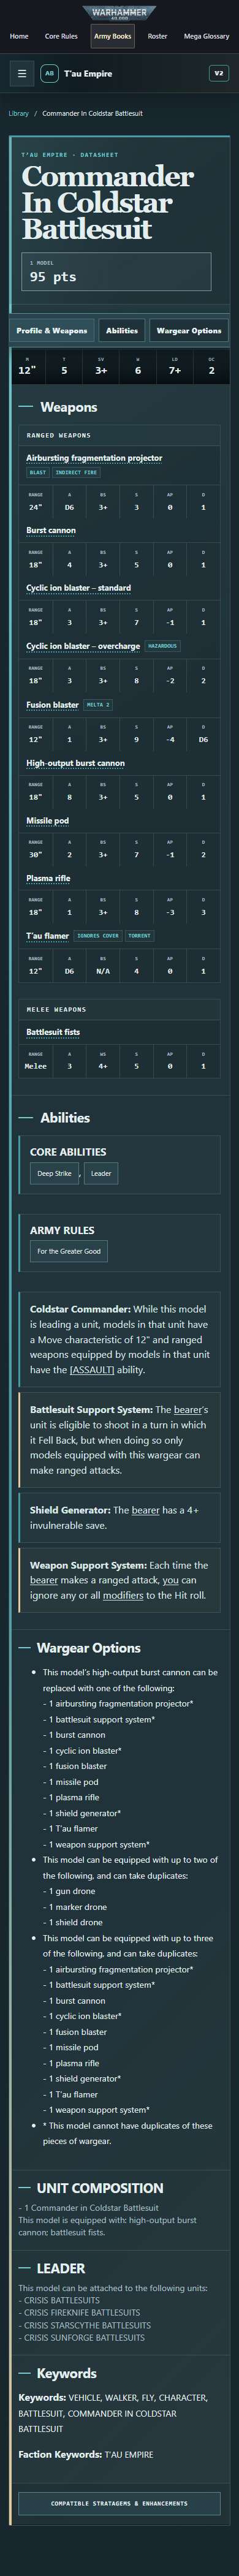 WARHAMMER
40,000
Home
Core Rules
Army Books
Roster
Mega Glossary
☰
AB
T'au Empire
V2
Library / Commander In Coldstar Battlesuit
T'AU EMPIRE • DATASHEET
Commander
In Coldstar
Battlesuit
1 MODEL
95 pts
Profile & Weapons
Abilities
Wargear Options
M T SV W LD OC
12" 5 3+ 6 7+ 2
Weapons
RANGED WEAPONS
Airbursting fragmentation projector
BLAST INDIRECT FIRE
RANGE A BS S AP D
24" D6 3+ 3 0 1
Burst cannon
RANGE A BS S AP D
18" 4 3+ 5 0 1
Cyclic ion blaster – standard
RANGE A BS S AP D
18" 3 3+ 7 -1 1
Cyclic ion blaster – overcharge HAZARDOUS
RANGE A BS S AP D
18" 3 3+ 8 -2 2
Fusion blaster MELTA 2
RANGE A BS S AP D
12" 1 3+ 9 -4 D6
High-output burst cannon
RANGE A BS S AP D
18" 8 3+ 5 0 1
Missile pod
RANGE A BS S AP D
30" 2 3+ 7 -1 2
Plasma rifle
RANGE A BS S AP D
18" 1 3+ 8 -3 3
T'au flamer IGNORES COVER TORRENT
RANGE A BS S AP D
12" D6 N/A 4 0 1
MELEE WEAPONS
Battlesuit fists
RANGE A WS S AP D
Melee 3 4+ 5 0 1
Abilities
CORE ABILITIES
Deep Strike, Leader
ARMY RULES
For the Greater Good
Coldstar Commander: While this model
is leading a unit, models in that unit have
a Move characteristic of 12" and ranged
weapons equipped by models in that unit
have the [ASSAULT] ability.
Battlesuit Support System: The bearer's
unit is eligible to shoot in a turn in which
it Fell Back, but when doing so only
models equipped with this wargear can
make ranged attacks.
Shield Generator: The bearer has a 4+
invulnerable save.
Weapon Support System: Each time the
bearer makes a ranged attack, you can
ignore any or all modifiers to the Hit roll.
Wargear Options
• This model's high-output burst cannon can be
replaced with one of the following:
- 1 airbursting fragmentation projector*
- 1 battlesuit support system*
- 1 burst cannon
- 1 cyclic ion blaster*
- 1 fusion blaster
- 1 missile pod
- 1 plasma rifle
- 1 shield generator*
- 1 T'au flamer
- 1 weapon support system*
• This model can be equipped with up to two of
the following, and can take duplicates:
- 1 gun drone
- 1 marker drone
- 1 shield drone
• This model can be equipped with up to three
of the following, and can take duplicates:
- 1 airbursting fragmentation projector*
- 1 battlesuit support system*
- 1 burst cannon
- 1 cyclic ion blaster*
- 1 fusion blaster
- 1 missile pod
- 1 plasma rifle
- 1 shield generator*
- 1 T'au flamer
- 1 weapon support system*
• * This model cannot have duplicates of these
pieces of wargear.
UNIT COMPOSITION
- 1 Commander in Coldstar Battlesuit
This model is equipped with: high-output burst
cannon; battlesuit fists.
LEADER
This model can be attached to the following units:
- CRISIS BATTLESUITS
- CRISIS FIREKNIFE BATTLESUITS
- CRISIS STARSCYTHE BATTLESUITS
- CRISIS SUNFORGE BATTLESUITS
Keywords
Keywords: VEHICLE, WALKER, FLY, CHARACTER,
BATTLESUIT, COMMANDER IN COLDSTAR
BATTLESUIT
Faction Keywords: T'AU EMPIRE
COMPATIBLE STRATAGEMS & ENHANCEMENTS